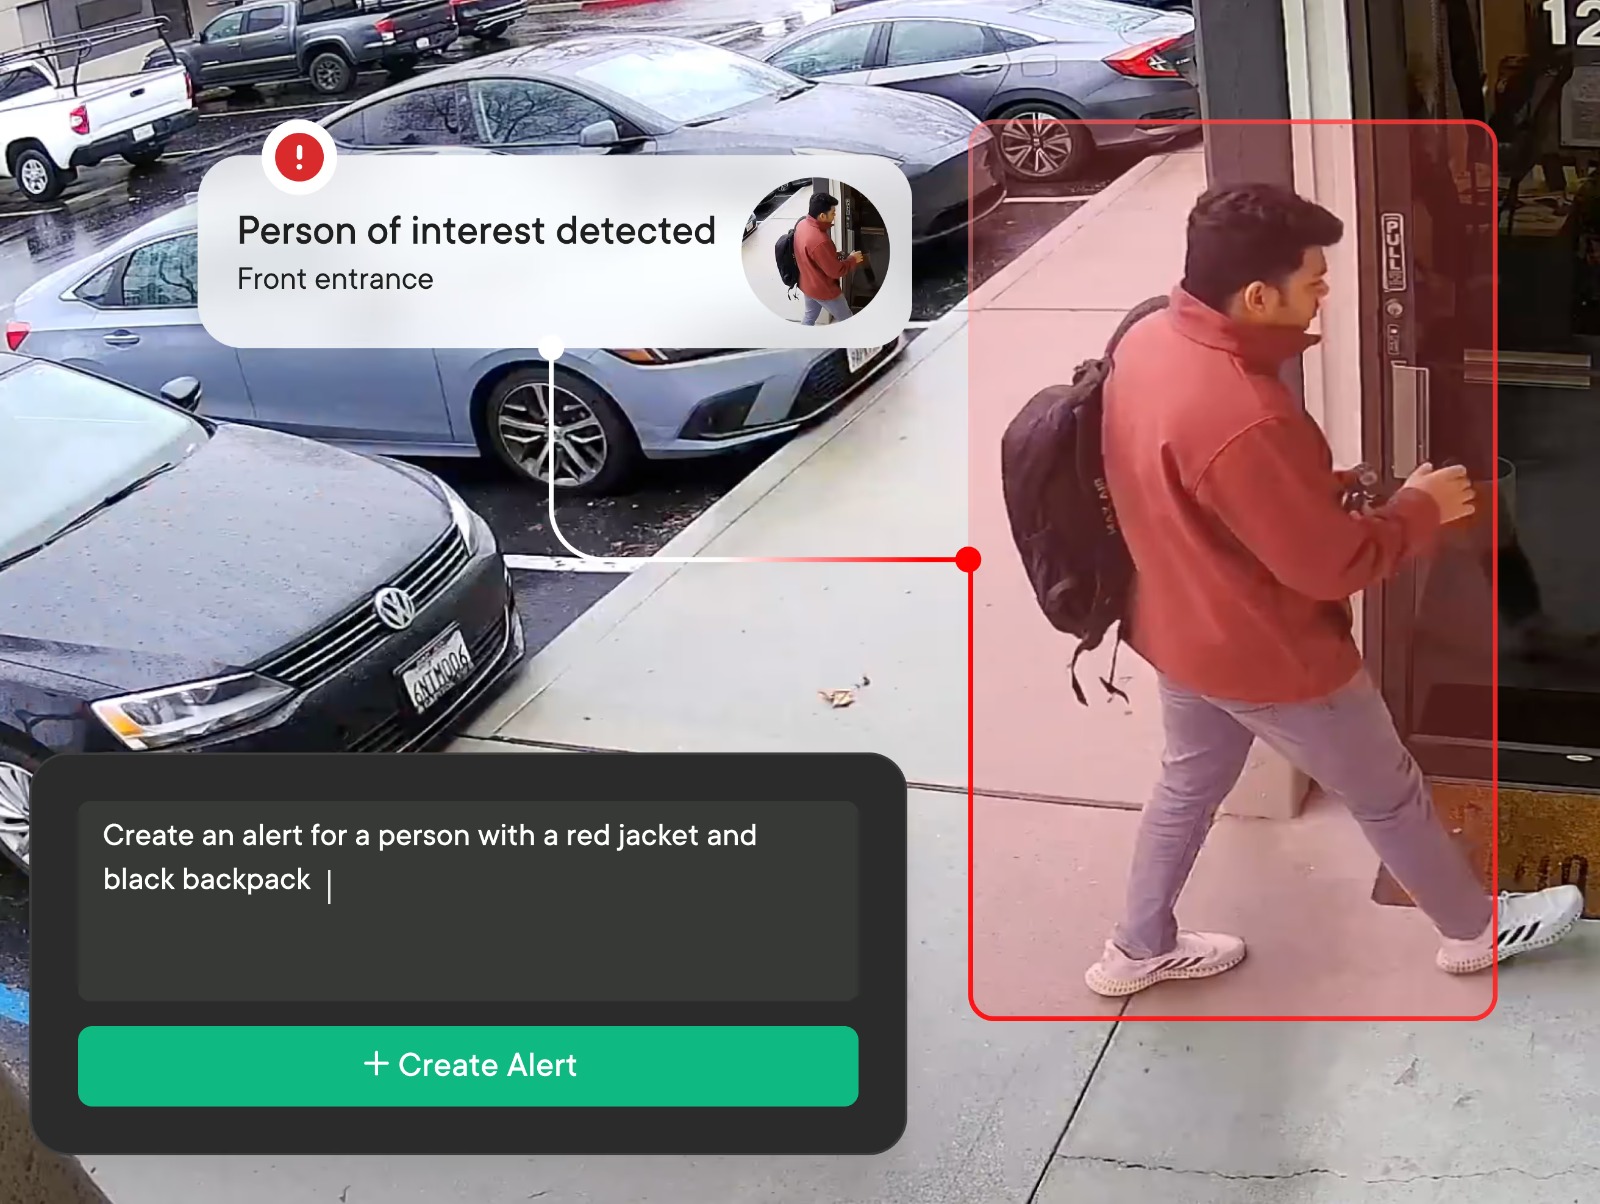 12
Person of interest detected
Front entrance
PULL
6NIM006
Create an alert for a person with a red jacket and
black backpack
+ Create Alert